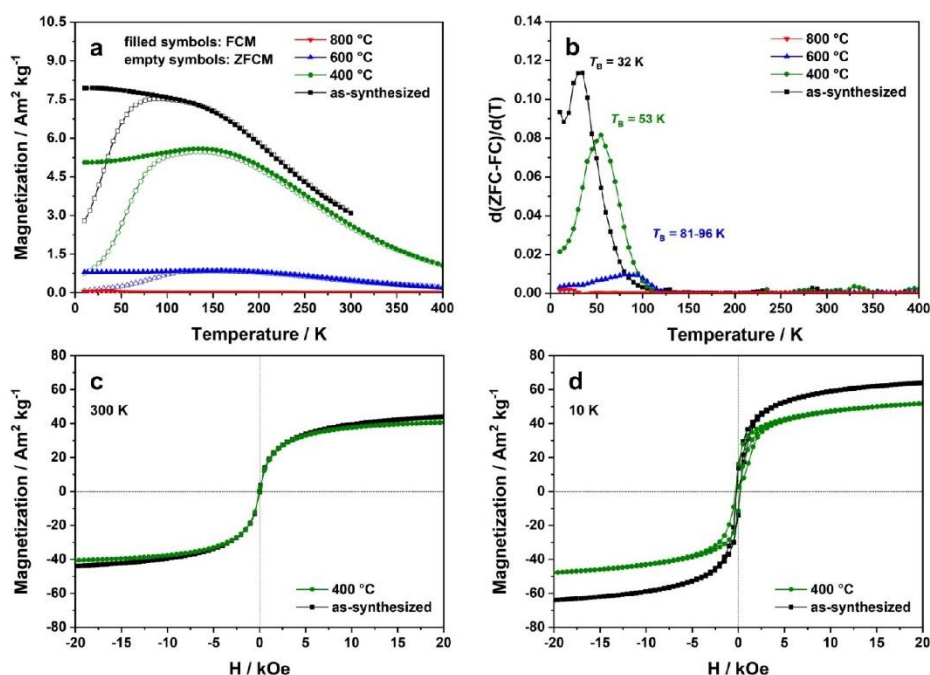 a
filled symbols: FCM
empty symbols: ZFCM
800 °C
600 °C
400 °C
as-synthesized
Magnetization / Am² kg⁻¹
10.5
9.0
7.5
6.0
4.5
3.0
1.5
0.0
0 50 100 150 200 250 300 350 400
Temperature / K
b
800 °C
600 °C
400 °C
as-synthesized
T_B = 32 K
T_B = 53 K
T_B = 81-96 K
d(ZFC-FC)/d(T)
0.14
0.12
0.10
0.08
0.06
0.04
0.02
0.00
0 50 100 150 200 250 300 350 400
Temperature / K
c
300 K
Magnetization / Am² kg⁻¹
80
60
40
20
0
-20
-40
-60
-80
400 °C
as-synthesized
-20 -15 -10 -5 0 5 10 15 20
H / kOe
d
10 K
Magnetization / Am² kg⁻¹
80
60
40
20
0
-20
-40
-60
-80
400 °C
as-synthesized
-20 -15 -10 -5 0 5 10 15 20
H / kOe